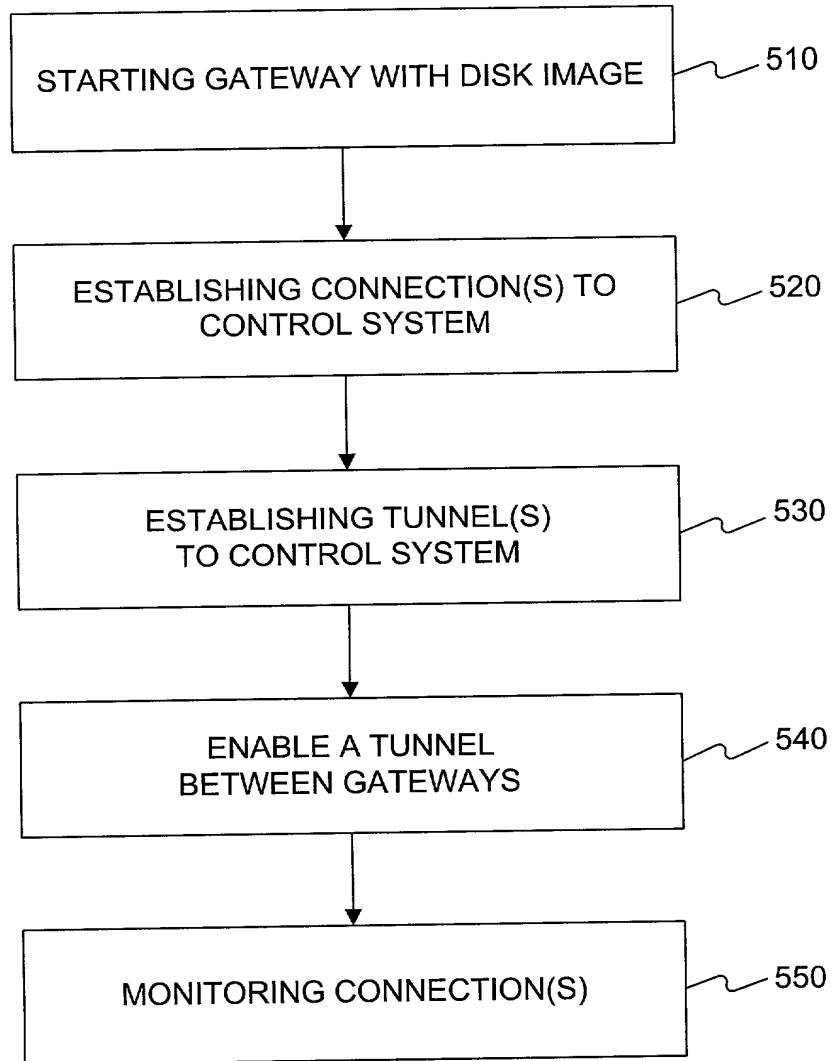 STARTING GATEWAY WITH DISK IMAGE
510
ESTABLISHING CONNECTION(S) TO
CONTROL SYSTEM
520
ESTABLISHING TUNNEL(S)
TO CONTROL SYSTEM
530
ENABLE A TUNNEL
BETWEEN GATEWAYS
540
MONITORING CONNECTION(S)
550